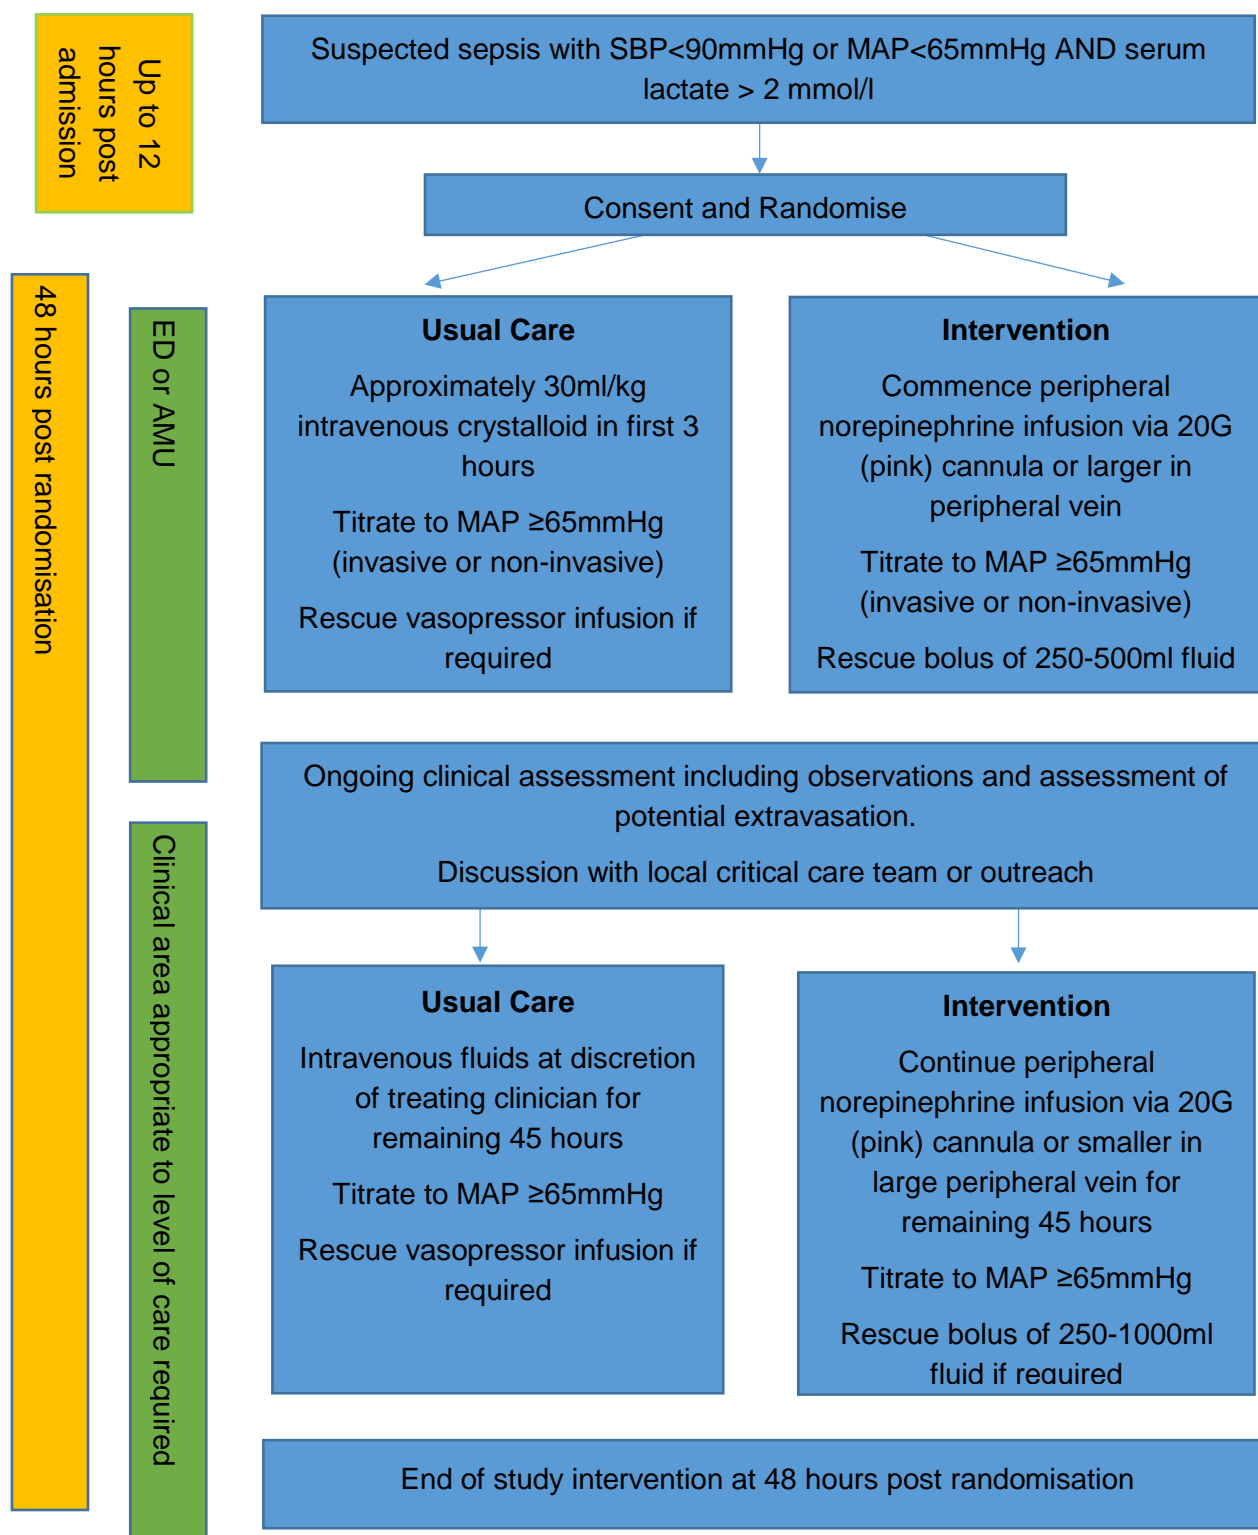 Up to 12
hours post
admission
Suspected sepsis with SBP<90mmHg or MAP<65mmHg AND serum
lactate > 2 mmol/l
Consent and Randomise
48 hours post randomisation
ED or AMU
Usual Care
Approximately 30ml/kg
intravenous crystalloid in first 3
hours
Titrate to MAP ≥65mmHg
(invasive or non-invasive)
Rescue vasopressor infusion if
required
Intervention
Commence peripheral
norepinephrine infusion via 20G
(pink) cannula or larger in
peripheral vein
Titrate to MAP ≥65mmHg
(invasive or non-invasive)
Rescue bolus of 250-500ml fluid
Ongoing clinical assessment including observations and assessment of
potential extravasation.
Discussion with local critical care team or outreach
Clinical area appropriate to level of care required
Usual Care
Intravenous fluids at discretion
of treating clinician for
remaining 45 hours
Titrate to MAP ≥65mmHg
Rescue vasopressor infusion if
required
Intervention
Continue peripheral
norepinephrine infusion via 20G
(pink) cannula or smaller in
large peripheral vein for
remaining 45 hours
Titrate to MAP ≥65mmHg
Rescue bolus of 250-1000ml
fluid if required
End of study intervention at 48 hours post randomisation